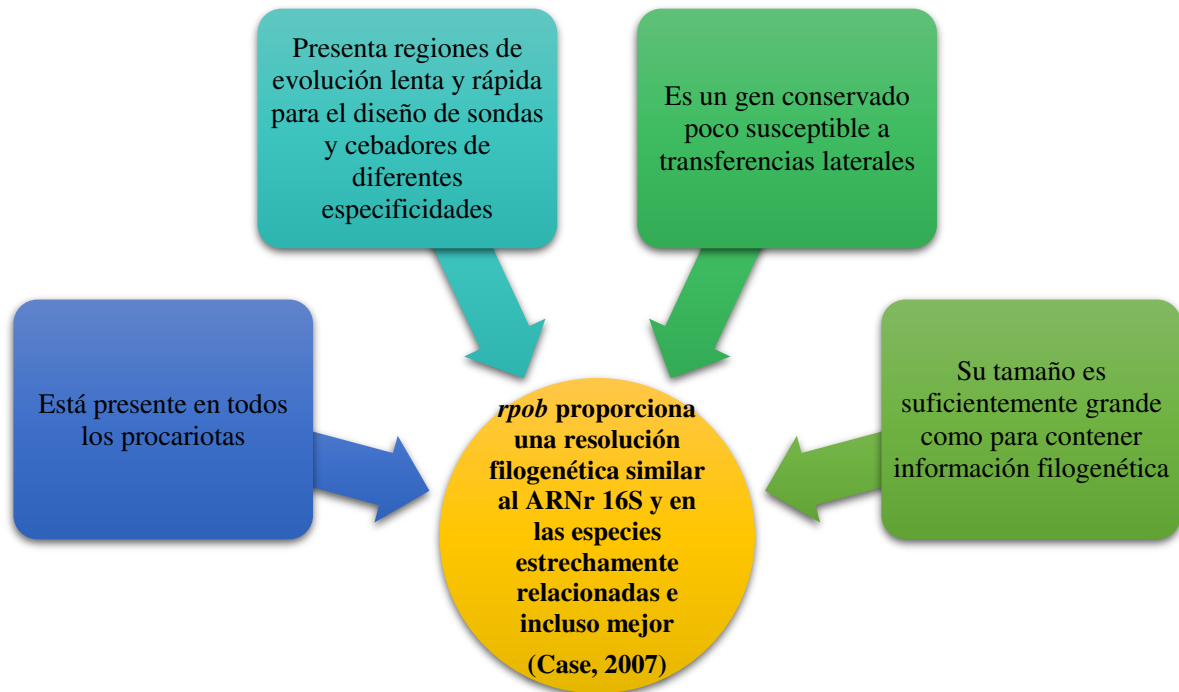 Presenta regiones de
evolución lenta y rápida
para el diseño de sondas
y cebadores de
diferentes
especificidades
Es un gen conservado
poco susceptible a
transferencias laterales
Está presente en todos
los procariotas
Su tamaño es
suficientemente grande
como para contener
información filogenética
rpob proporciona
una resolución
filogenética similar
al ARNr 16S y en
las especies
estrechamente
relacionadas e
incluso mejor
(Case, 2007)